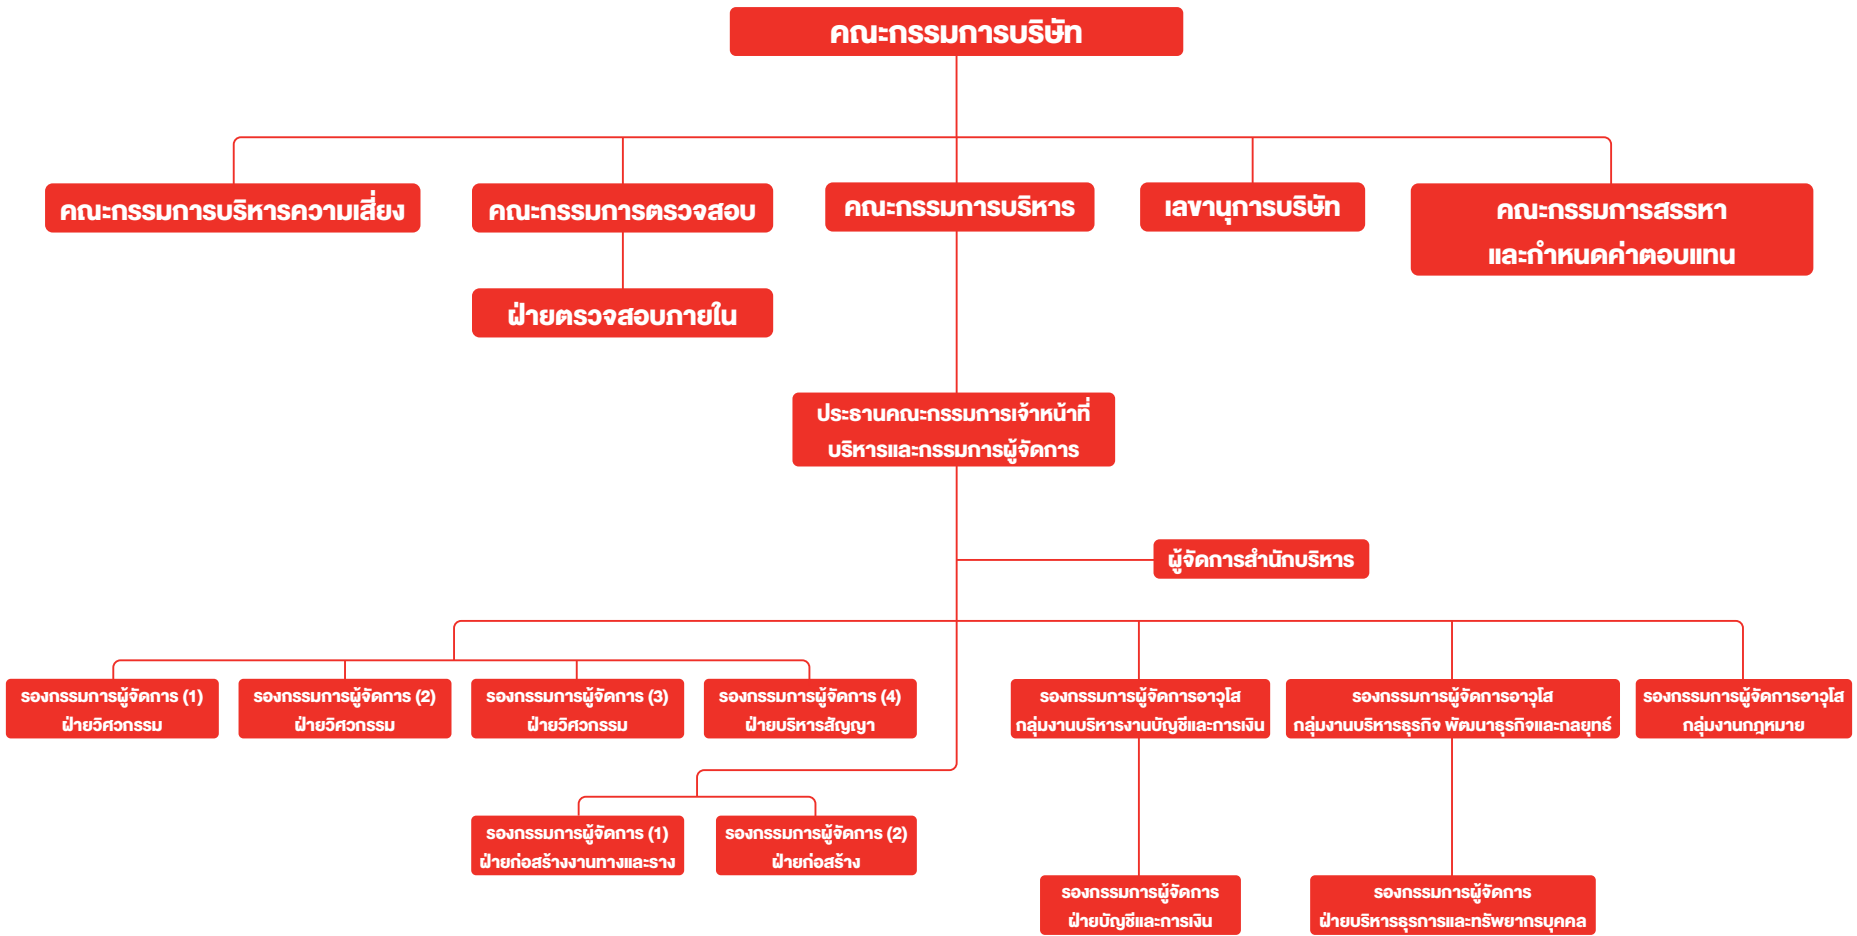 คณะกรรมการบริษัท
คณะกรรมการบริหารความเสี่ยง
คณะกรรมการตรวจสอบ
คณะกรรมการบริหาร
เลขานุการบริษัท
คณะกรรมการสรรหา
และกำหนดค่าตอบแทน
ฝ่ายตรวจสอบภายใน
ประธานคณะกรรมการเจ้าหน้าที่
บริหารและกรรมการผู้จัดการ
ผู้จัดการสำนักบริหาร
รองกรรมการผู้จัดการ (1)
ฝ่ายวิศวกรรม
รองกรรมการผู้จัดการ (2)
ฝ่ายวิศวกรรม
รองกรรมการผู้จัดการ (3)
ฝ่ายวิศวกรรม
รองกรรมการผู้จัดการ (4)
ฝ่ายบริหารสัญญา
รองกรรมการผู้จัดการอาวุโส
กลุ่มงานบริหารงานบัญชีและการเงิน
รองกรรมการผู้จัดการอาวุโส
กลุ่มงานบริหารธุรกิจ พัฒนาธุรกิจและกลยุทธ์
รองกรรมการผู้จัดการอาวุโส
กลุ่มงานกฎหมาย
รองกรรมการผู้จัดการ (1)
ฝ่ายก่อสร้างงานทางและราง
รองกรรมการผู้จัดการ (2)
ฝ่ายก่อสร้าง
รองกรรมการผู้จัดการ
ฝ่ายบัญชีและการเงิน
รองกรรมการผู้จัดการ
ฝ่ายบริหารธุรการและทรัพยากรบุคคล